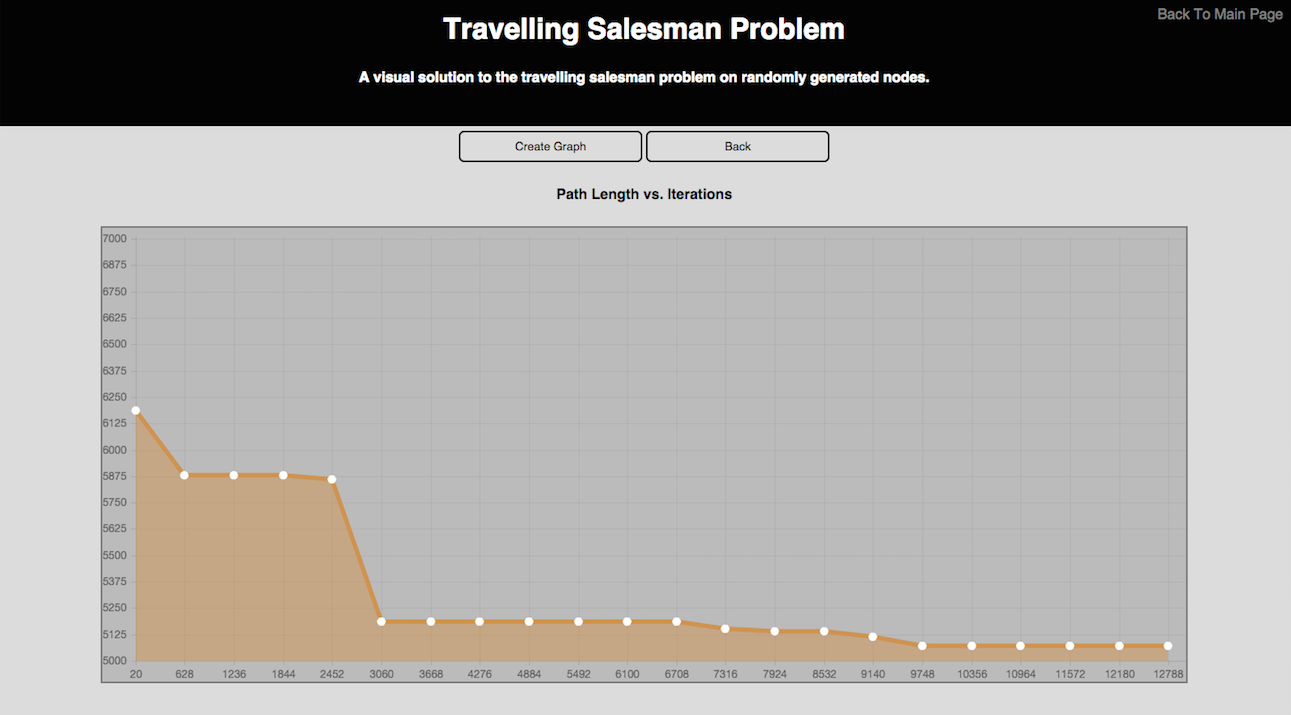 Back To Main Page
Travelling Salesman Problem
A visual solution to the travelling salesman problem on randomly generated nodes.
Create Graph Back
Path Length vs. Iterations
7000
6875
6750
6625
6500
6375
6250
6125
6000
5875
5750
5625
5500
5375
5250
5125
5000
20 628 1236 1844 2452 3060 3668 4276 4884 5492 6100 6708 7316 7924 8532 9140 9748 10356 10964 11572 12180 12788